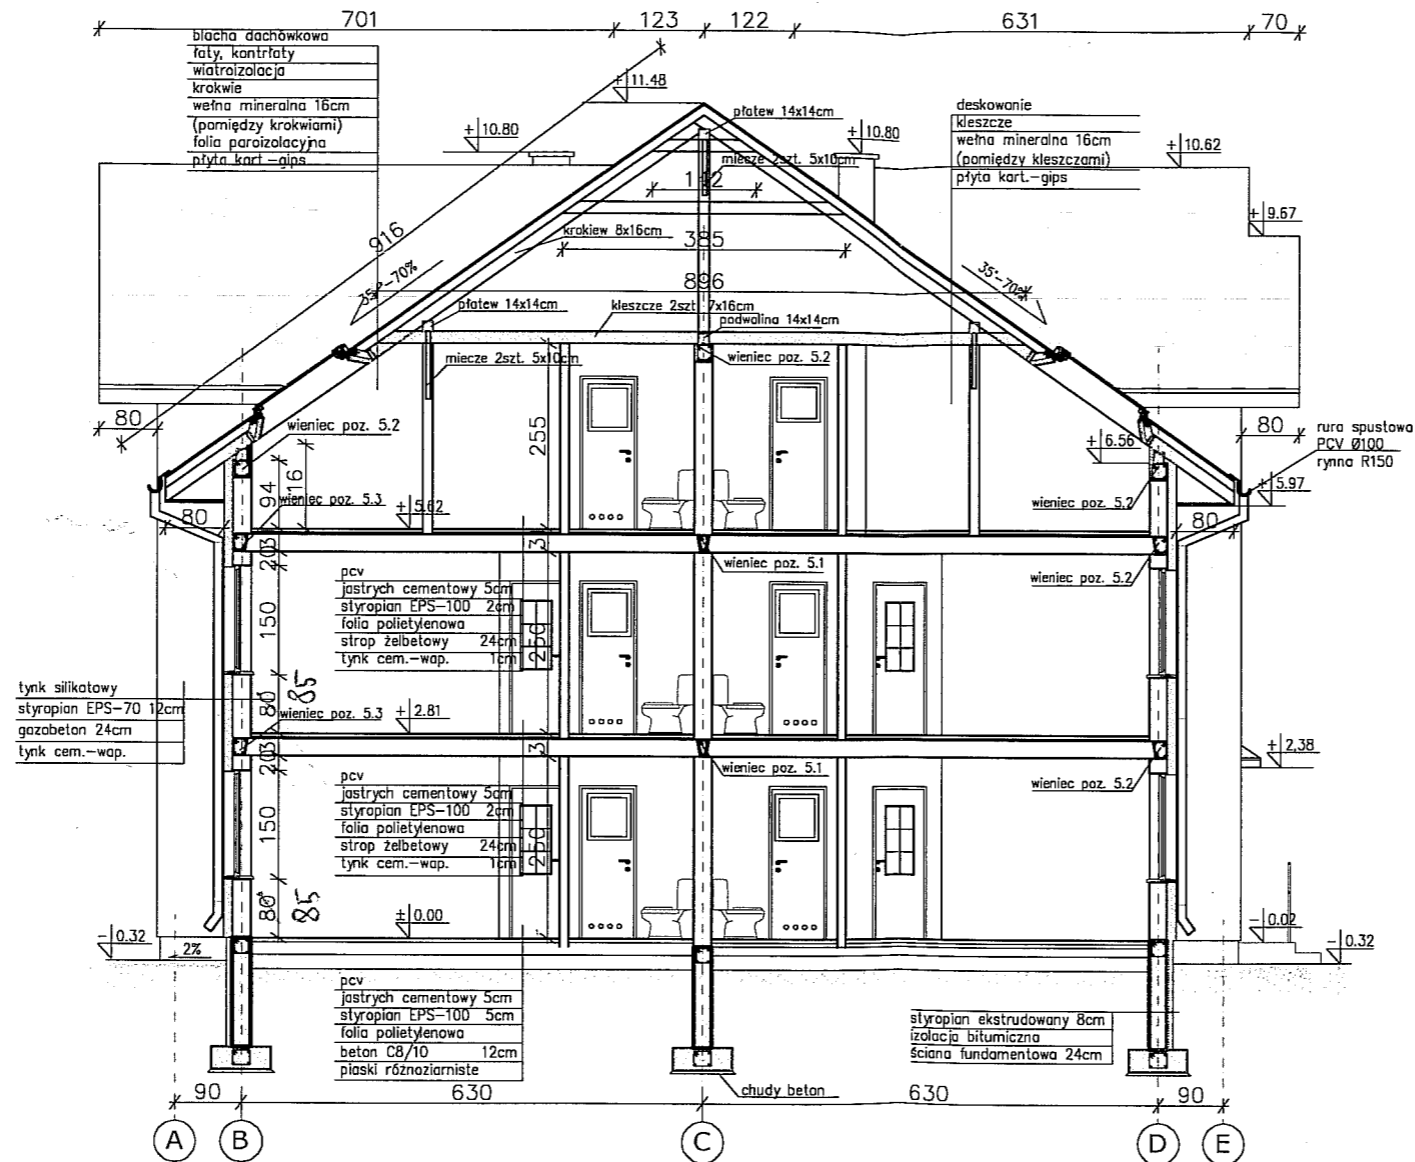 701
123
122
631
70
blacha dachówkowa
łaty, kontrłaty
wiatroizolacja
krokwie
wełna mineralna 16cm
(pomiędzy krokwiami)
folia paroizolacyjna
płyta kart.-gips
+11.48
+10.80
płatew 14x14cm
+10.80
miecze 2szt. 5x10cm
deskowanie
kleszcze
wełna mineralna 16cm
(pomiędzy kleszczami)
płyta kart.-gips
+10.62
+9.67
916
krokiew 8x16cm
385
896
35°-70%
35°-70%
płatew 14x14cm
kleszcze 2szt. 7x16cm
podwalina 14x14cm
miecze 2szt. 5x10cm
wieniec poz. 5.2
80
wieniec poz. 5.2
255
94
80
rura spustowa
PCV Ø100
rynna R150
+6.56
+5.97
wieniec poz. 5.3
+5.62
wieniec poz. 5.2
80
80
203
3
wieniec poz. 5.1
wieniec poz. 5.2
pcv
jastrych cementowy 5cm
styropian EPS-100 2cm
folia polietylenowa
strop żelbetowy 24cm
tynk cem.-wap. 1cm
150
250
tynk silikatowy
styropian EPS-70 12cm
gazobeton 24cm
tynk cem.-wap.
80
85
wieniec poz. 5.3
+2.81
203
3
wieniec poz. 5.1
wieniec poz. 5.2
+2,38
pcv
jastrych cementowy 5cm
styropian EPS-100 2cm
folia polietylenowa
strop żelbetowy 24cm
tynk cem.-wap. 1cm
150
250
80
85
±0.00
-0.32
2%
-0.02
-0.32
pcv
jastrych cementowy 5cm
styropian EPS-100 5cm
folia polietylenowa
beton C8/10 12cm
piaski różnoziarniste
styropian ekstrudowany 8cm
izolacja bitumiczna
ściana fundamentowa 24cm
chudy beton
90
630
630
90
A
B
C
D
E